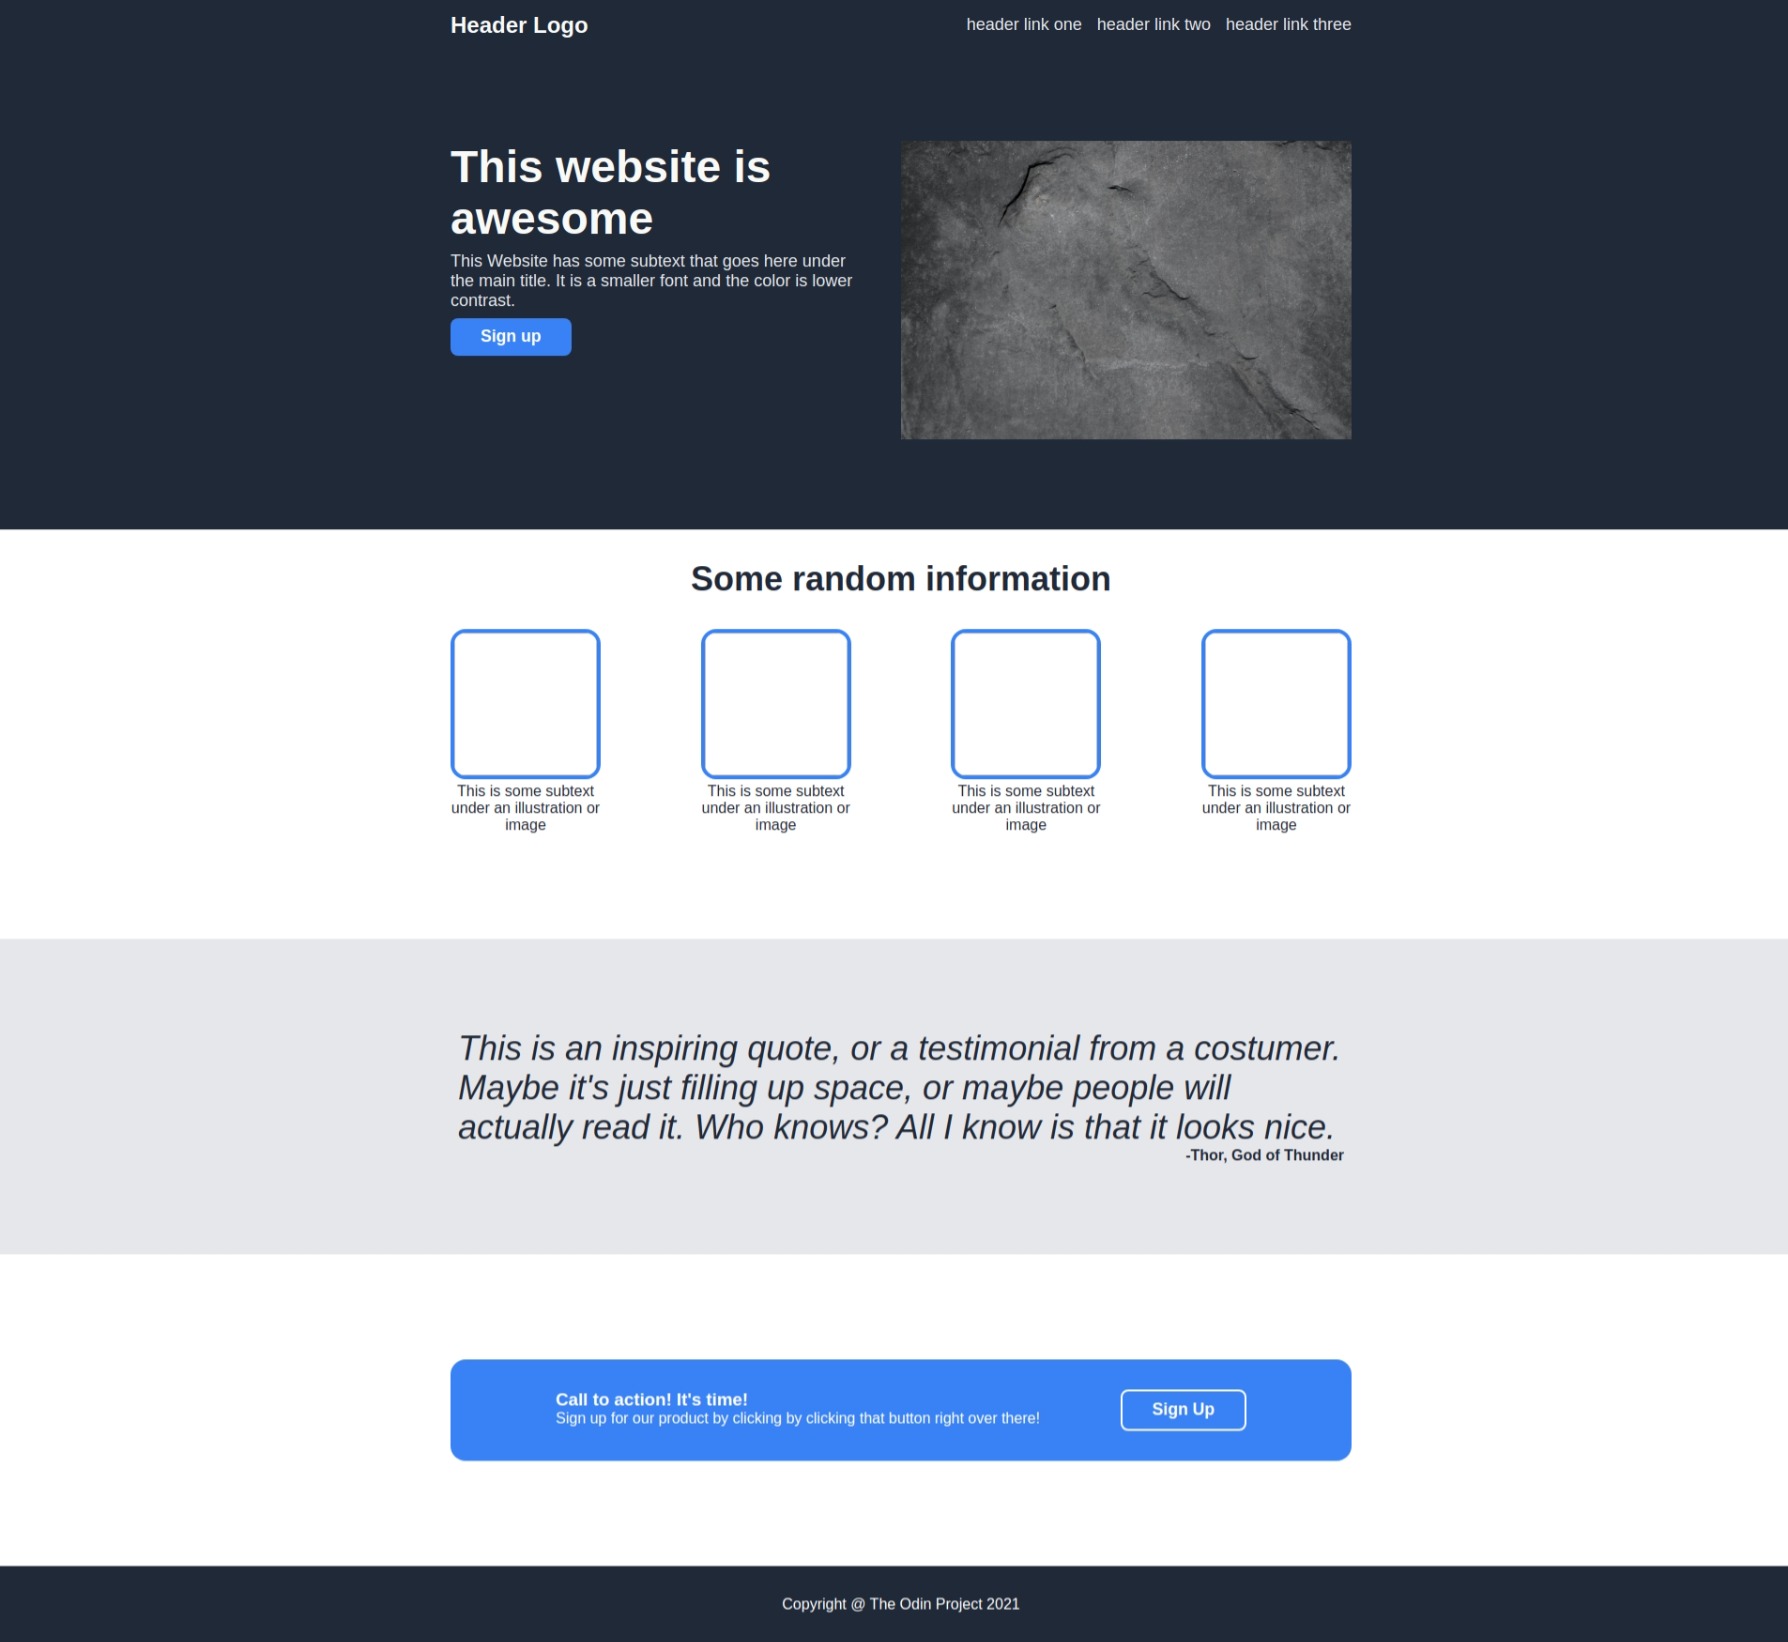 Header Logo
header link one header link two header link three
This website is
awesome
This Website has some subtext that goes here under
the main title. It is a smaller font and the color is lower
contrast.
Sign up
Some random information
This is some subtext
under an illustration or
image
This is some subtext
under an illustration or
image
This is some subtext
under an illustration or
image
This is some subtext
under an illustration or
image
This is an inspiring quote, or a testimonial from a costumer.
Maybe it's just filling up space, or maybe people will
actually read it. Who knows? All I know is that it looks nice.
-Thor, God of Thunder
Call to action! It's time!
Sign up for our product by clicking by clicking that button right over there!
Sign Up
Copyright @ The Odin Project 2021